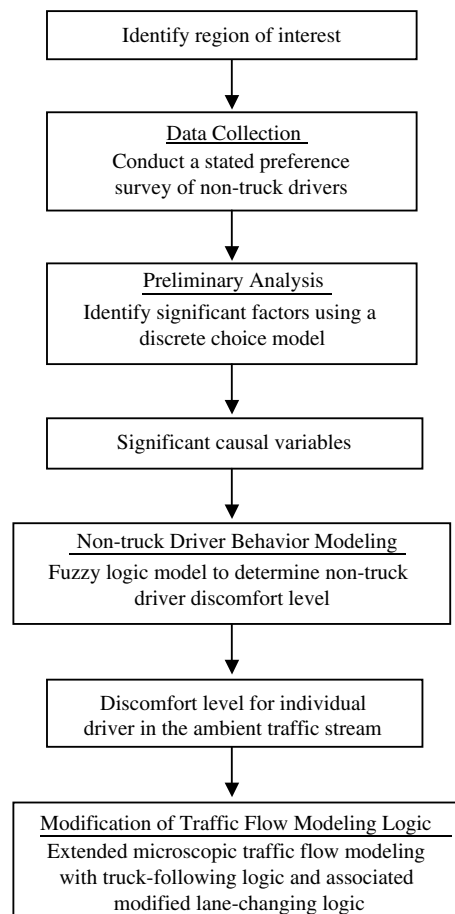 Identify region of interest
Data Collection
Conduct a stated preference
survey of non-truck drivers
Preliminary Analysis
Identify significant factors using a
discrete choice model
Significant causal variables
Non-truck Driver Behavior Modeling
Fuzzy logic model to determine non-truck
driver discomfort level
Discomfort level for individual
driver in the ambient traffic stream
Modification of Traffic Flow Modeling Logic
Extended microscopic traffic flow modeling
with truck-following logic and associated
modified lane-changing logic